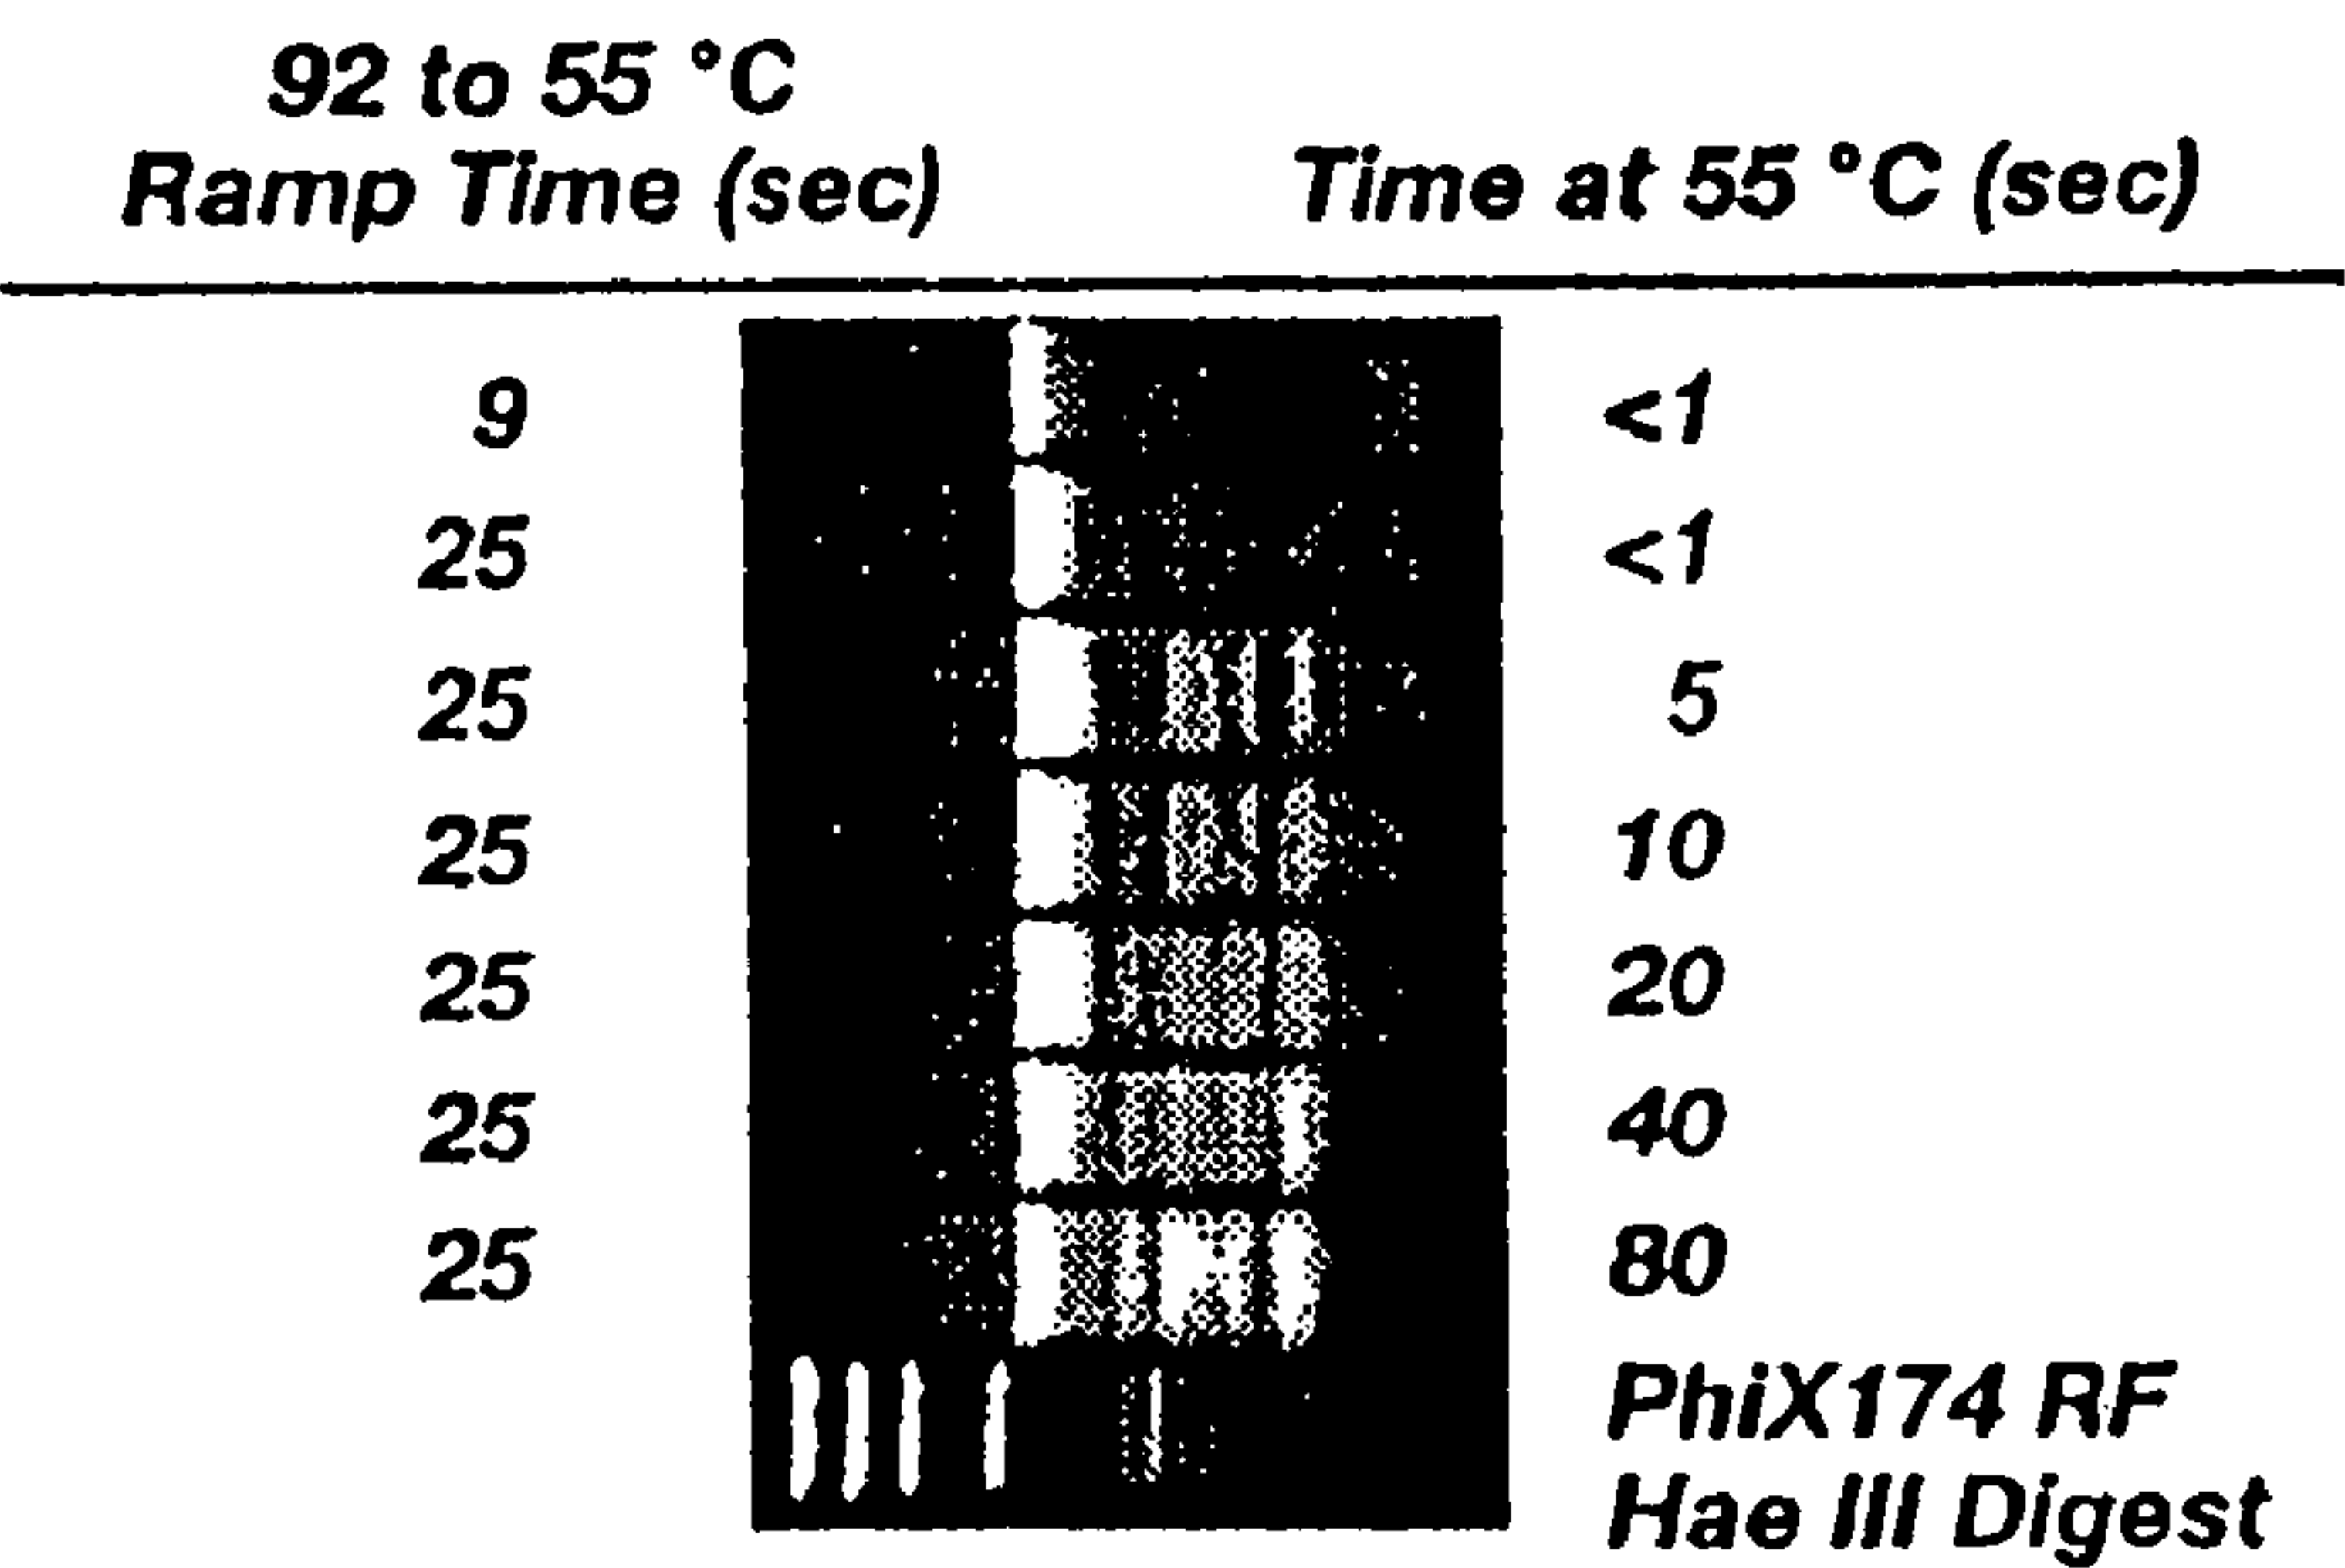 92 to 55 °C
Ramp Time (sec) Time at 55 °C (sec)
9 <1
25 <1
25 5
25 10
25 20
25 40
25 80
PhiX174 RF
Hae III Digest